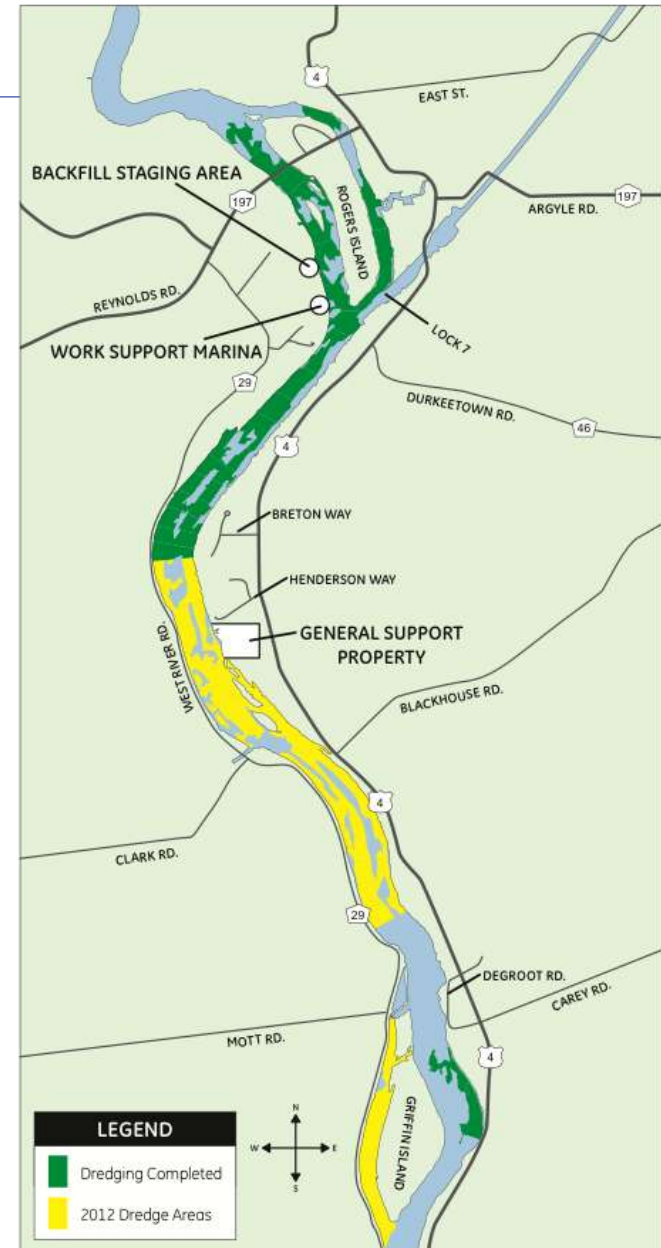 4
EAST ST.
BACKFILL STAGING AREA
197
197
ROGERS ISLAND
ARGYLE RD.
REYNOLDS RD.
WORK SUPPORT MARINA
LOCK 7
29
DURKEETOWN RD.
46
4
BRETON WAY
HENDERSON WAY
GENERAL SUPPORT
PROPERTY
WEST RIVER RD.
BLACKHOUSE RD.
4
CLARK RD.
29
DEGROOT RD.
CAREY RD.
MOTT RD.
4
GRIFFIN ISLAND
LEGEND
Dredging Completed
2012 Dredge Areas
N
W
E
S